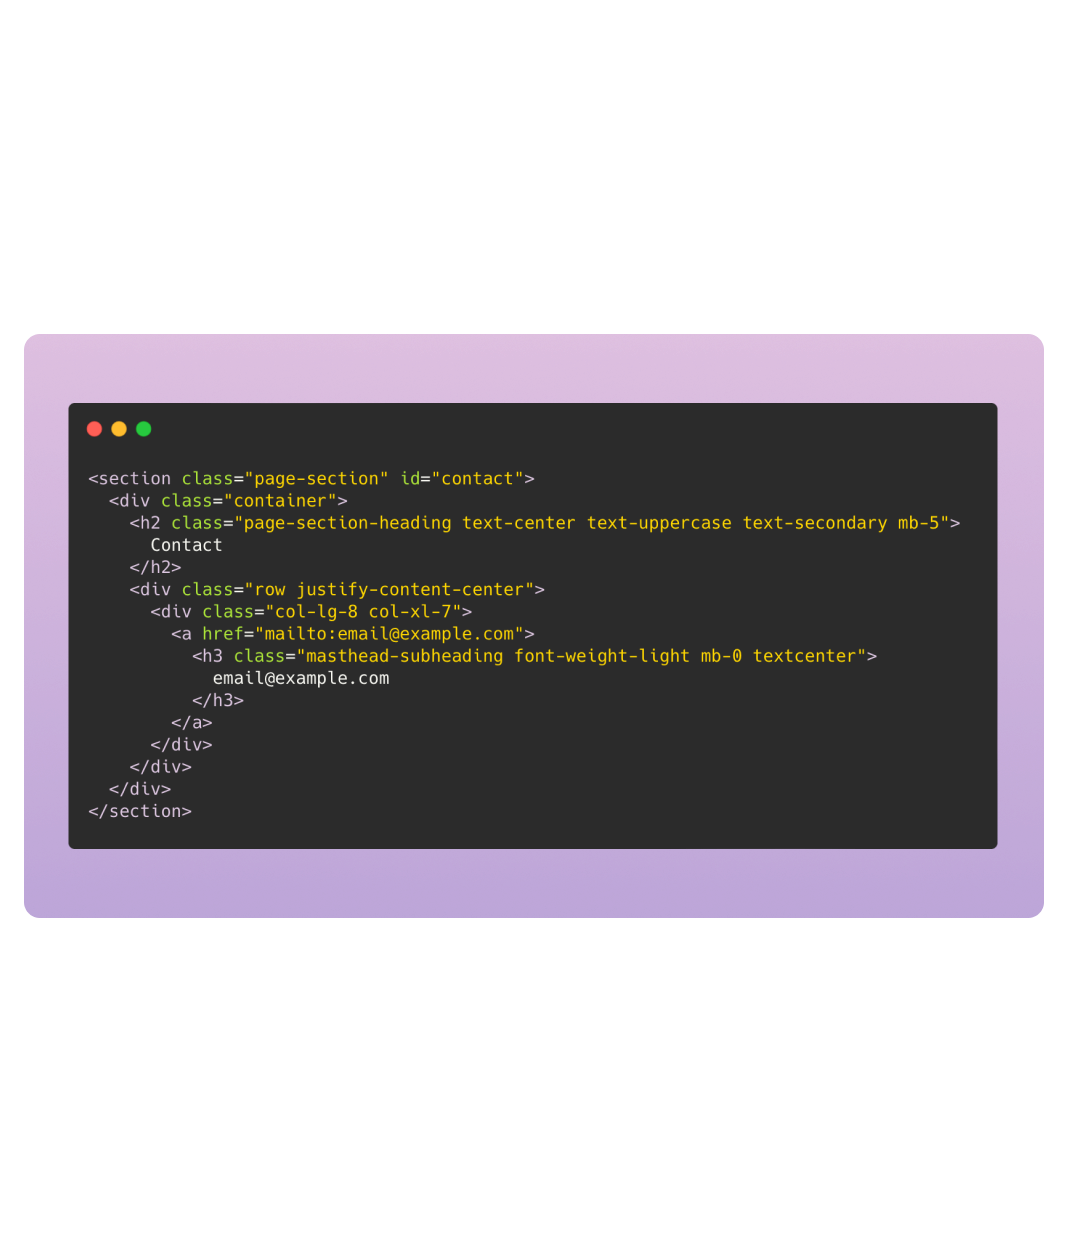 <section class="page-section" id="contact">
  <div class="container">
    <h2 class="page-section-heading text-center text-uppercase text-secondary mb-5">
      Contact
    </h2>
    <div class="row justify-content-center">
      <div class="col-lg-8 col-xl-7">
        <a href="mailto:email@example.com">
          <h3 class="masthead-subheading font-weight-light mb-0 textcenter">
            email@example.com
          </h3>
        </a>
      </div>
    </div>
  </div>
</section>